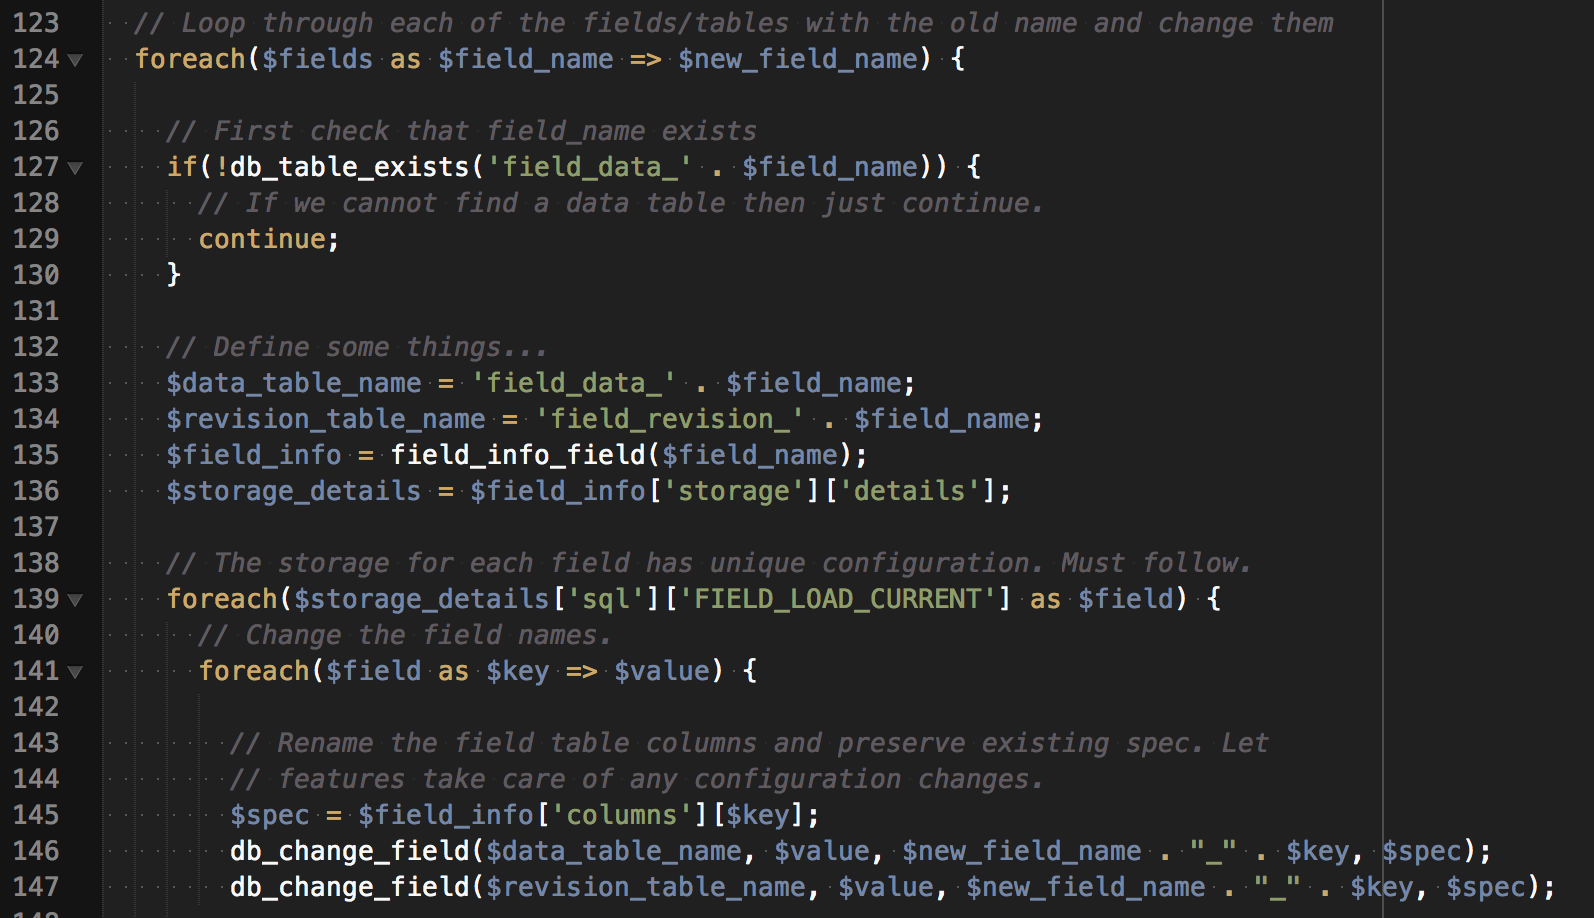 123 // Loop through each of the fields/tables with the old name and change them
124 foreach($fields as $field_name => $new_field_name) {
125
126 // First check that field_name exists
127 if(!db_table_exists('field_data_' . $field_name)) {
128 // If we cannot find a data table then just continue.
129 continue;
130 }
131
132 // Define some things...
133 $data_table_name = 'field_data_' . $field_name;
134 $revision_table_name = 'field_revision_' . $field_name;
135 $field_info = field_info_field($field_name);
136 $storage_details = $field_info['storage']['details'];
137
138 // The storage for each field has unique configuration. Must follow.
139 foreach($storage_details['sql']['FIELD_LOAD_CURRENT'] as $field) {
140 // Change the field names.
141 foreach($field as $key => $value) {
142
143 // Rename the field table columns and preserve existing spec. Let
144 // features take care of any configuration changes.
145 $spec = $field_info['columns'][$key];
146 db_change_field($data_table_name, $value, $new_field_name . "_" . $key, $spec);
147 db_change_field($revision_table_name, $value, $new_field_name . "_" . $key, $spec);